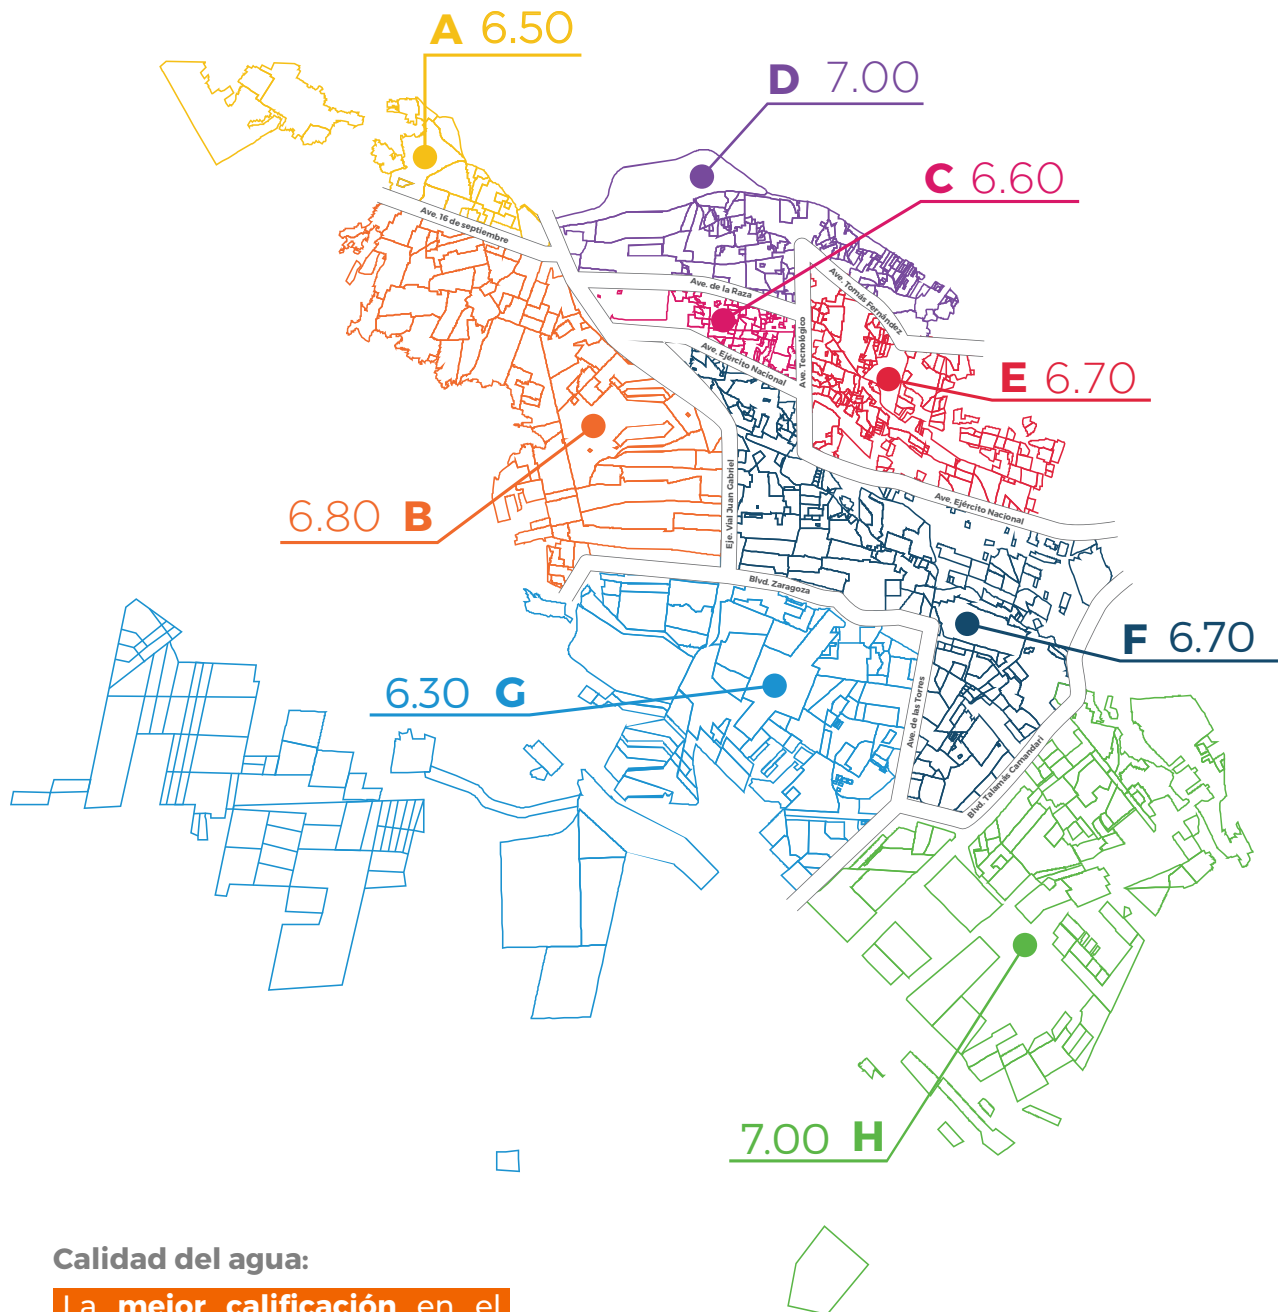 A 6.50
D 7.00
C 6.60
Ave. 16 de septiembre
Ave. de la Raza
Ave. Tomás Fernández
Ave. Tecnológico
Ave. Ejército Nacional
E 6.70
Eje. Vial Juan Gabriel
6.80 B
Ave. Ejército Nacional
Blvd. Zaragoza
F 6.70
6.30 G
Ave. de las Torres
Blvd. Talamás Camandari
7.00 H
Calidad del agua:
La mejor calificación en el